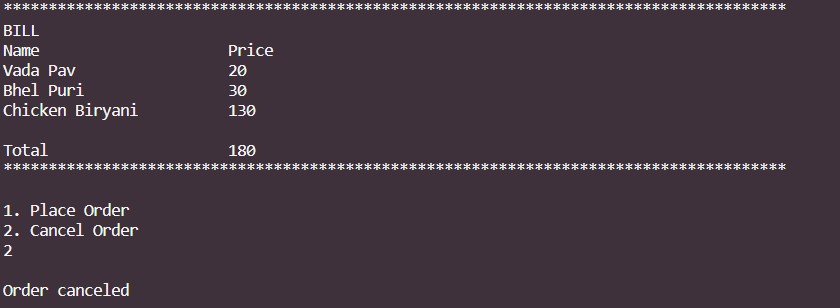 ***************************************************************************************
BILL
Name Price
Vada Pav 20
Bhel Puri 30
Chicken Biryani 130
Total 180
***************************************************************************************
1. Place Order
2. Cancel Order
2
Order canceled